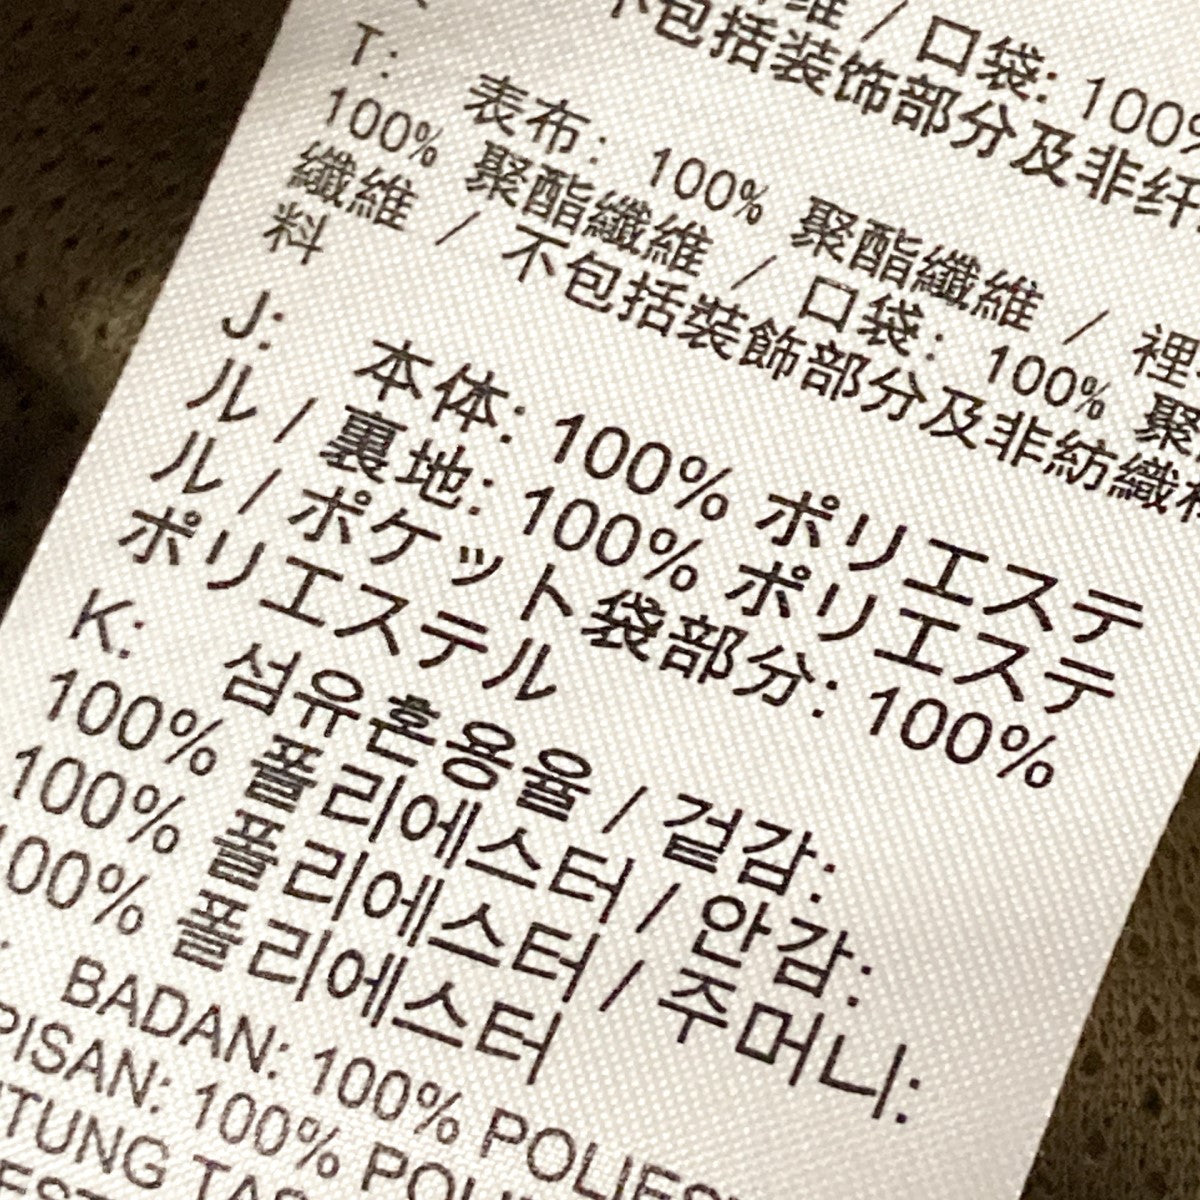 維 / 口袋: 100%
不包括装饰部分及非纤
T: 表布: 100% 聚酯纖維 / 裡
100% 聚酯纖維 / 口袋: 100% 聚
纖維 / 不包括裝飾部分及非紡織
料
J: 本体: 100% ポリエステ
ル / 裏地: 100% ポリエステ
ル / ポケット袋部分: 100%
ポリエステル
K: 섬유혼용율 / 겉감:
100% 폴리에스터 / 안감:
100% 폴리에스터 / 주머니:
100% 폴리에스터
BADAN: 100% POLIES
PISAN: 100% POLI
TUNG TAS
EST